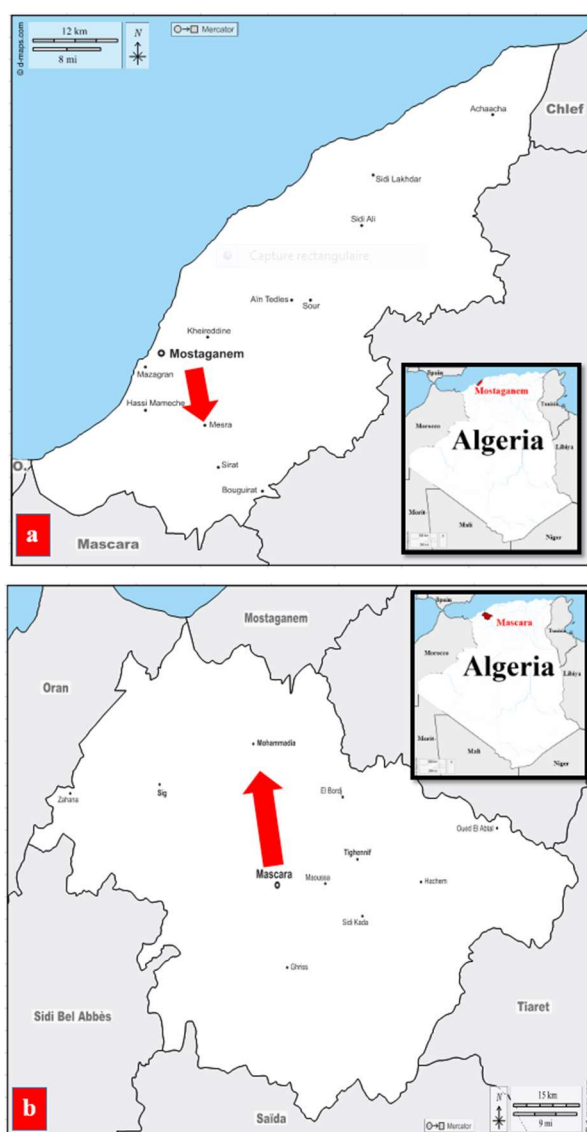 12 km
8 mi
N
Mercator
© d-maps.com
Achaacha
Chlef
Sidi Lakhdar
Sidi Ali
Capture rectangulaire
Aïn Tedles
Sour
Kheireddine
Mostaganem
Mazagran
Hassi Mameche
Mesra
Sirat
Bouguirat
O.
Mascara
a
Spain
Mostaganem
Tunisia
Morocco
Algeria
Libiya
Mali
Niger
Mostaganem
Oran
Spain
Mascara
Tunisia
Morocco
Algeria
Libiya
Mali
Niger
Mohammadia
Sig
Zahana
El Bordj
Oued El Abtal
Tighennif
Mascara
Maoussa
Hachem
Sidi Kada
Ghriss
Tiaret
Sidi Bel Abbès
Saïda
b
Mercator
N
15 km
9 mi